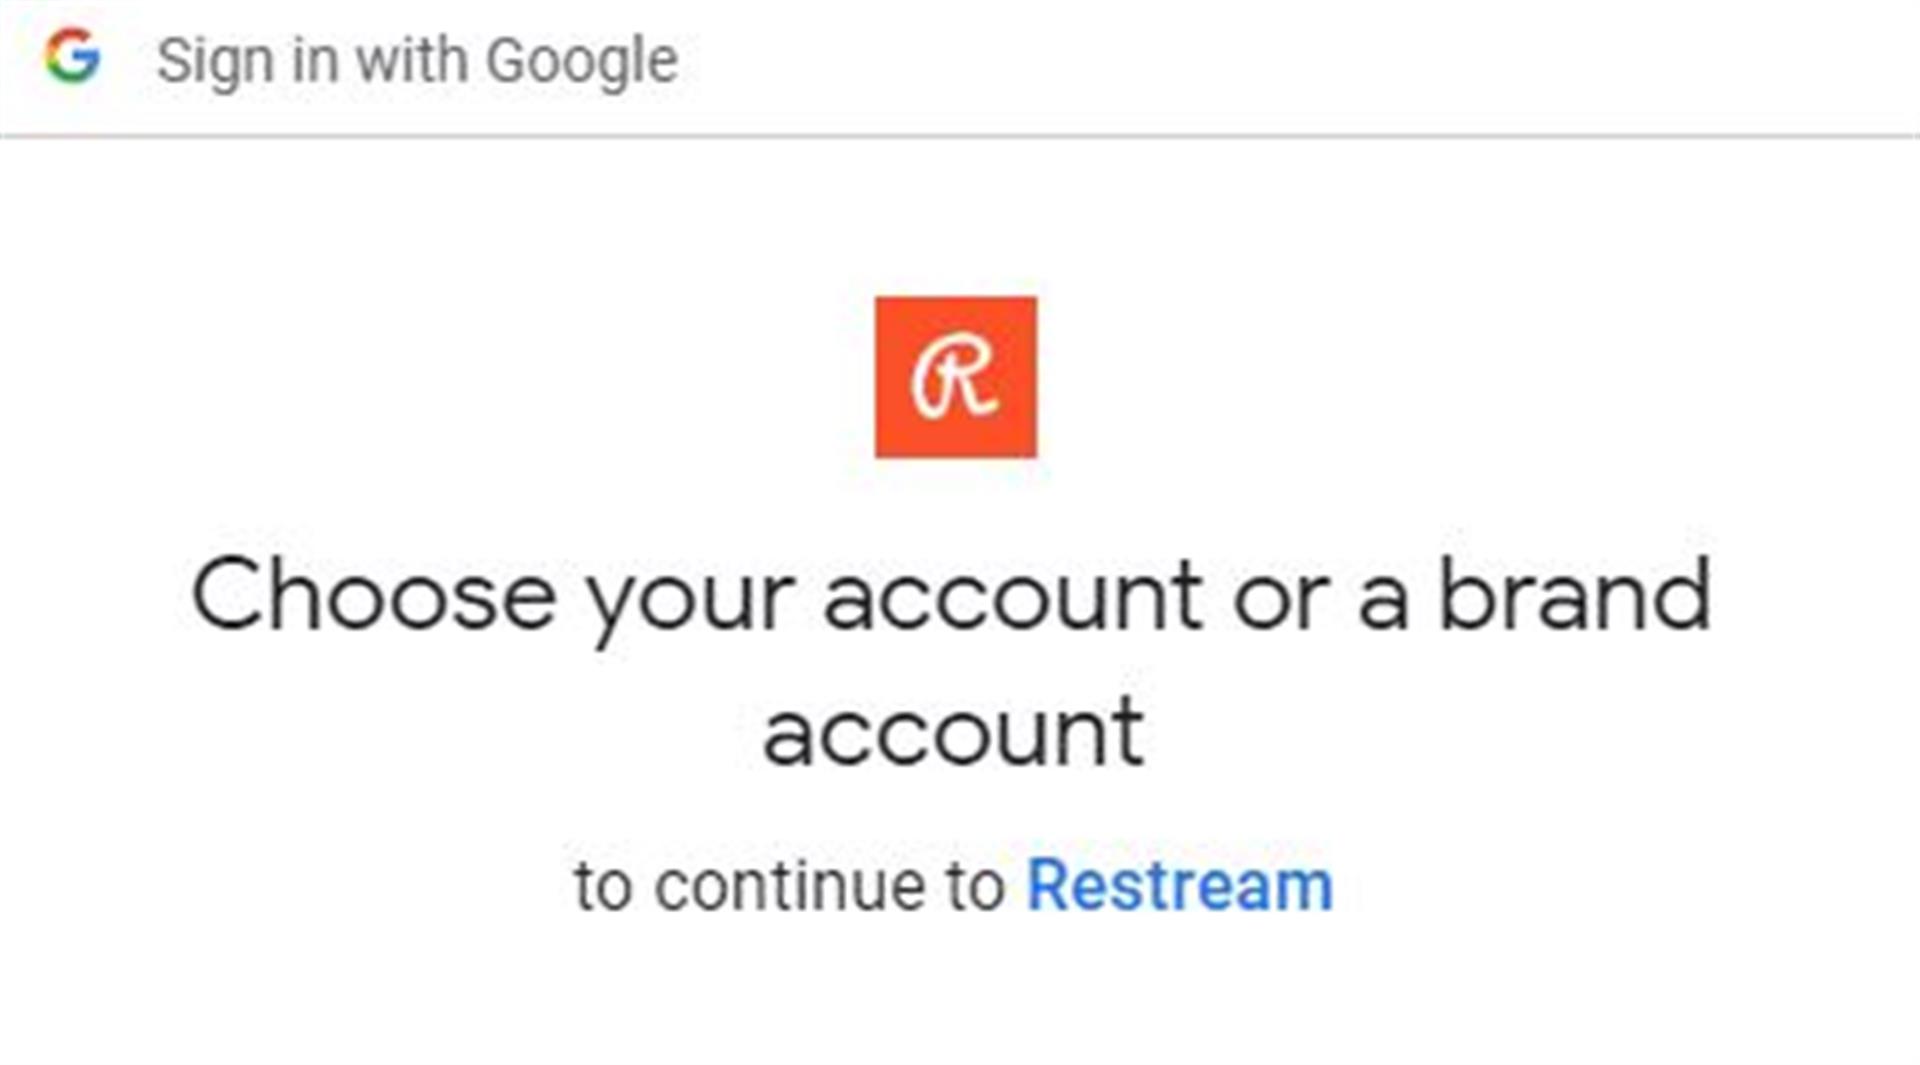 Sign in with Google
R
Choose your account or a brand
account
to continue to Restream